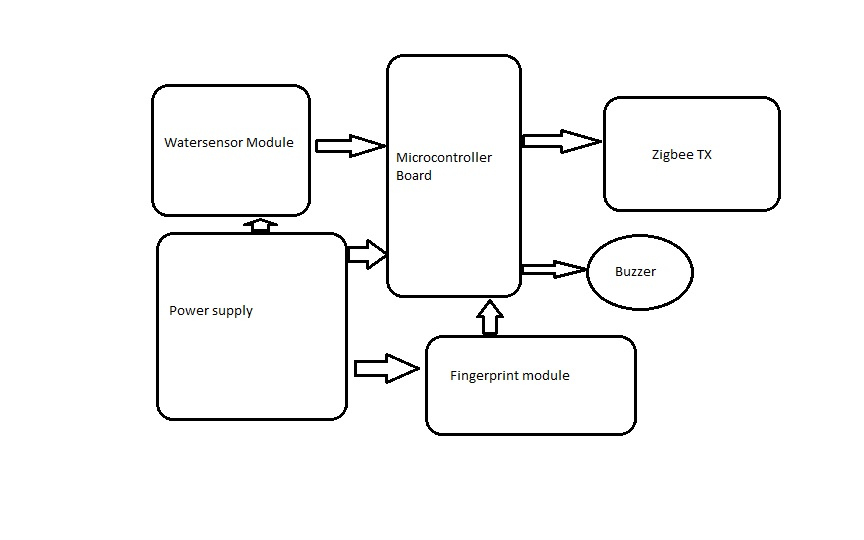 Watersensor Module
Microcontroller
Board
Zigbee TX
Buzzer
Power supply
Fingerprint module